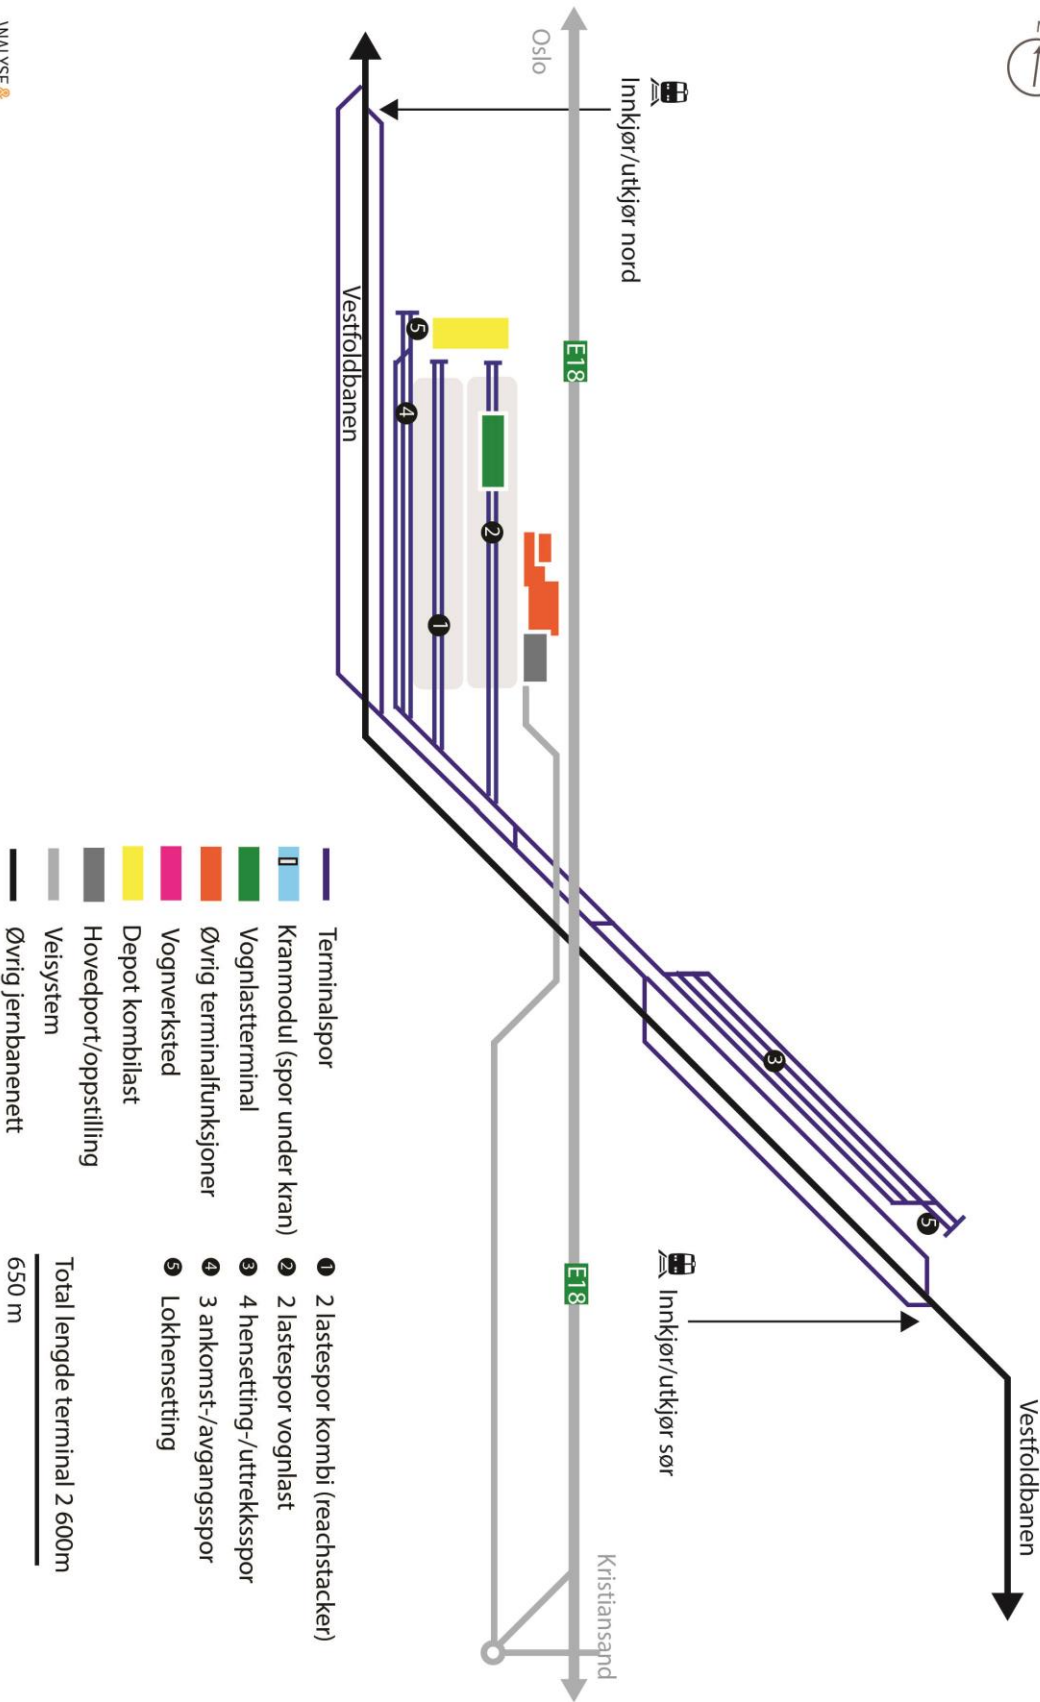 Vestfoldbanen
Innkjør/utkjør sør
Kristiansand
E18
E18
Oslo
Innkjør/utkjør nord
Vestfoldbanen
5
3
2
1
4
5
Terminalspor
Kranmodul (spor under kran)
Vognlastterminal
Øvrig terminalfunksjoner
Vognverksted
Depot kombilast
Hovedport/oppstilling
Veisystem
Øvrig jernbanenett
1 2 lastespor kombi (reachstacker)
2 2 lastespor vognlast
3 4 hensetting-/uttrekksspor
4 3 ankomst-/avgangsspor
5 Lokhensetting
Total lengde terminal 2 600m
650 m